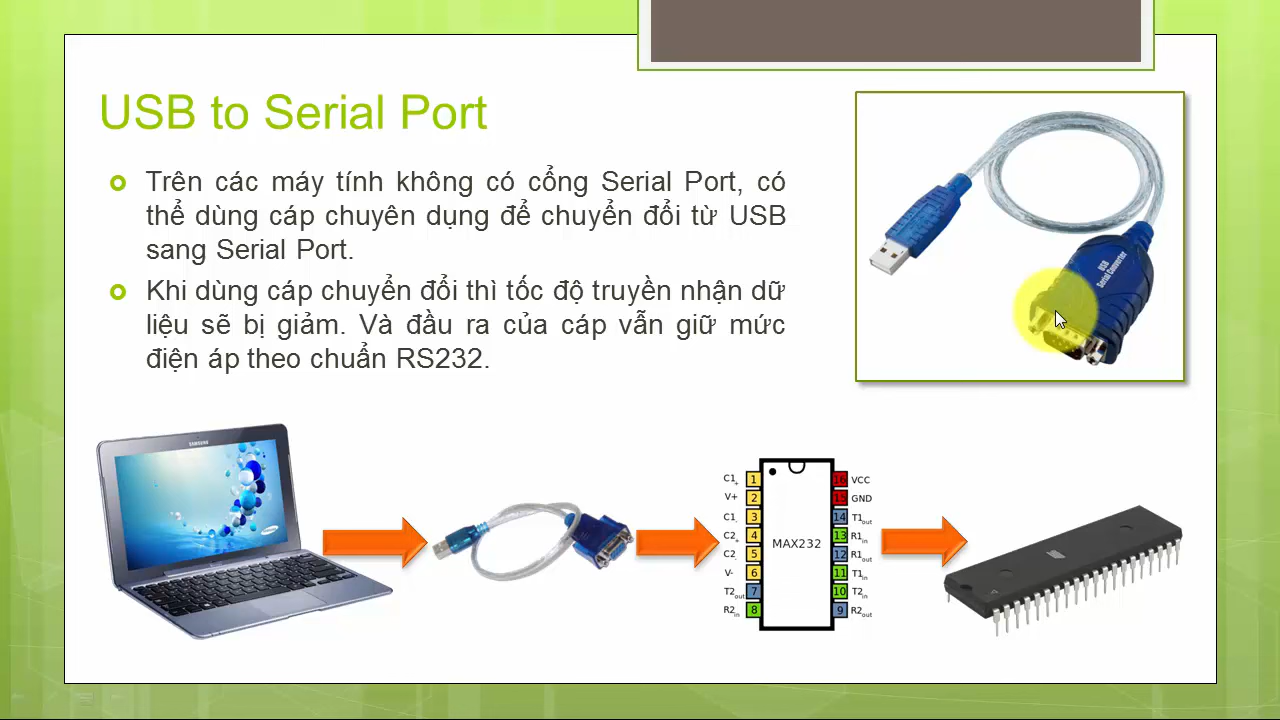 USB to Serial Port
Trên các máy tính không có cổng Serial Port, có
thể dùng cáp chuyên dụng để chuyển đổi từ USB
sang Serial Port.
Khi dùng cáp chuyển đổi thì tốc độ truyền nhận dữ
liệu sẽ bị giảm. Và đầu ra của cáp vẫn giữ mức
điện áp theo chuẩn RS232.
USB
Serial Converter
SAMSUNG
C1+ 1 16 VCC
V+ 2 15 GND
C1- 3 14 T1out
C2+ 4 13 R1in
C2- 5 12 R1out
V- 6 11 T1in
T2out 7 10 T2in
R2in 8 9 R2out
MAX232